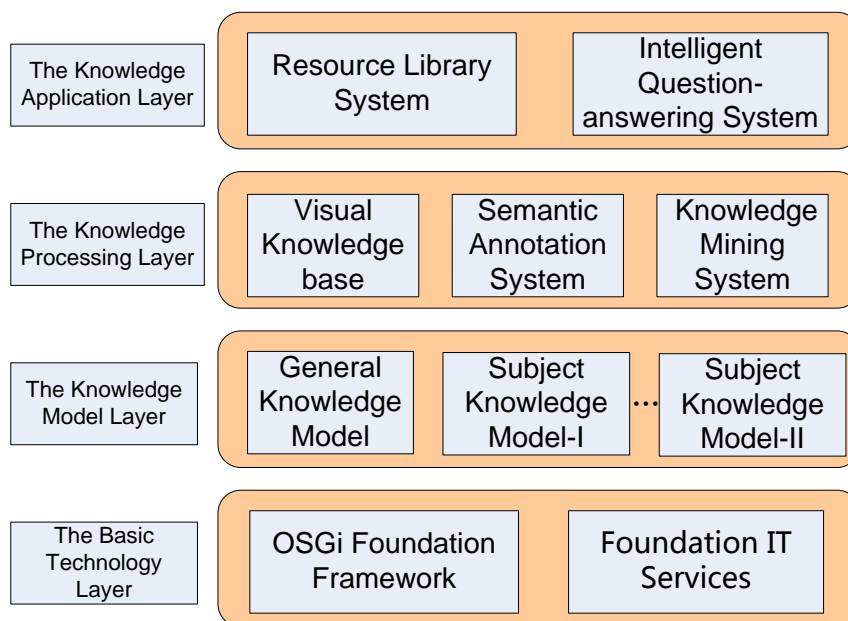 The Knowledge
Application Layer
Resource Library
System
Intelligent
Question-
answering System
The Knowledge
Processing Layer
Visual
Knowledge
base
Semantic
Annotation
System
Knowledge
Mining
System
The Knowledge
Model Layer
General
Knowledge
Model
Subject
Knowledge
Model-I
...
Subject
Knowledge
Model-II
The Basic
Technology
Layer
OSGi Foundation
Framework
Foundation IT
Services